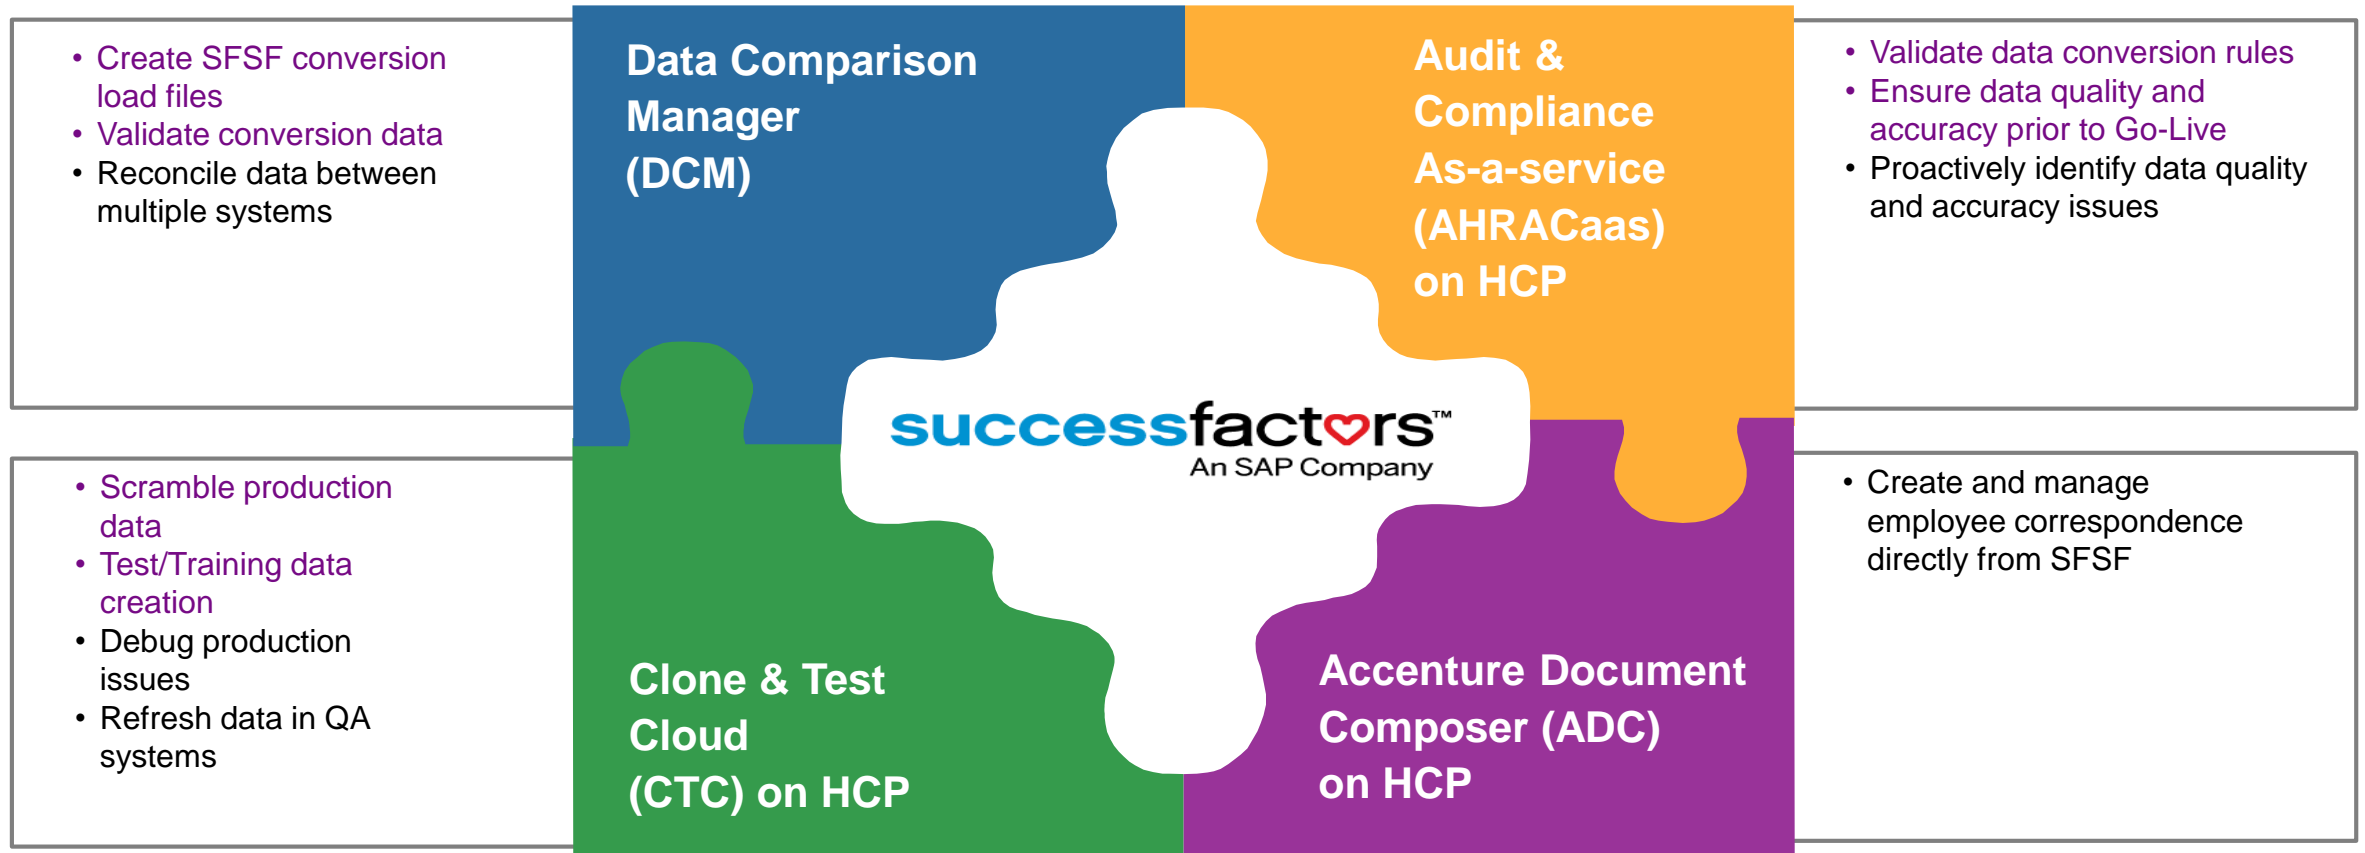 • Create SFSF conversion
load files
• Validate conversion data
• Reconcile data between
multiple systems
Data Comparison
Manager
(DCM)
Audit &
Compliance
As-a-service
(AHRACaas)
on HCP
• Validate data conversion rules
• Ensure data quality and
accuracy prior to Go-Live
• Proactively identify data quality
and accuracy issues
successfactors™
An SAP Company
• Scramble production
data
• Test/Training data
creation
• Debug production
issues
• Refresh data in QA
systems
Clone & Test
Cloud
(CTC) on HCP
Accenture Document
Composer (ADC)
on HCP
• Create and manage
employee correspondence
directly from SFSF